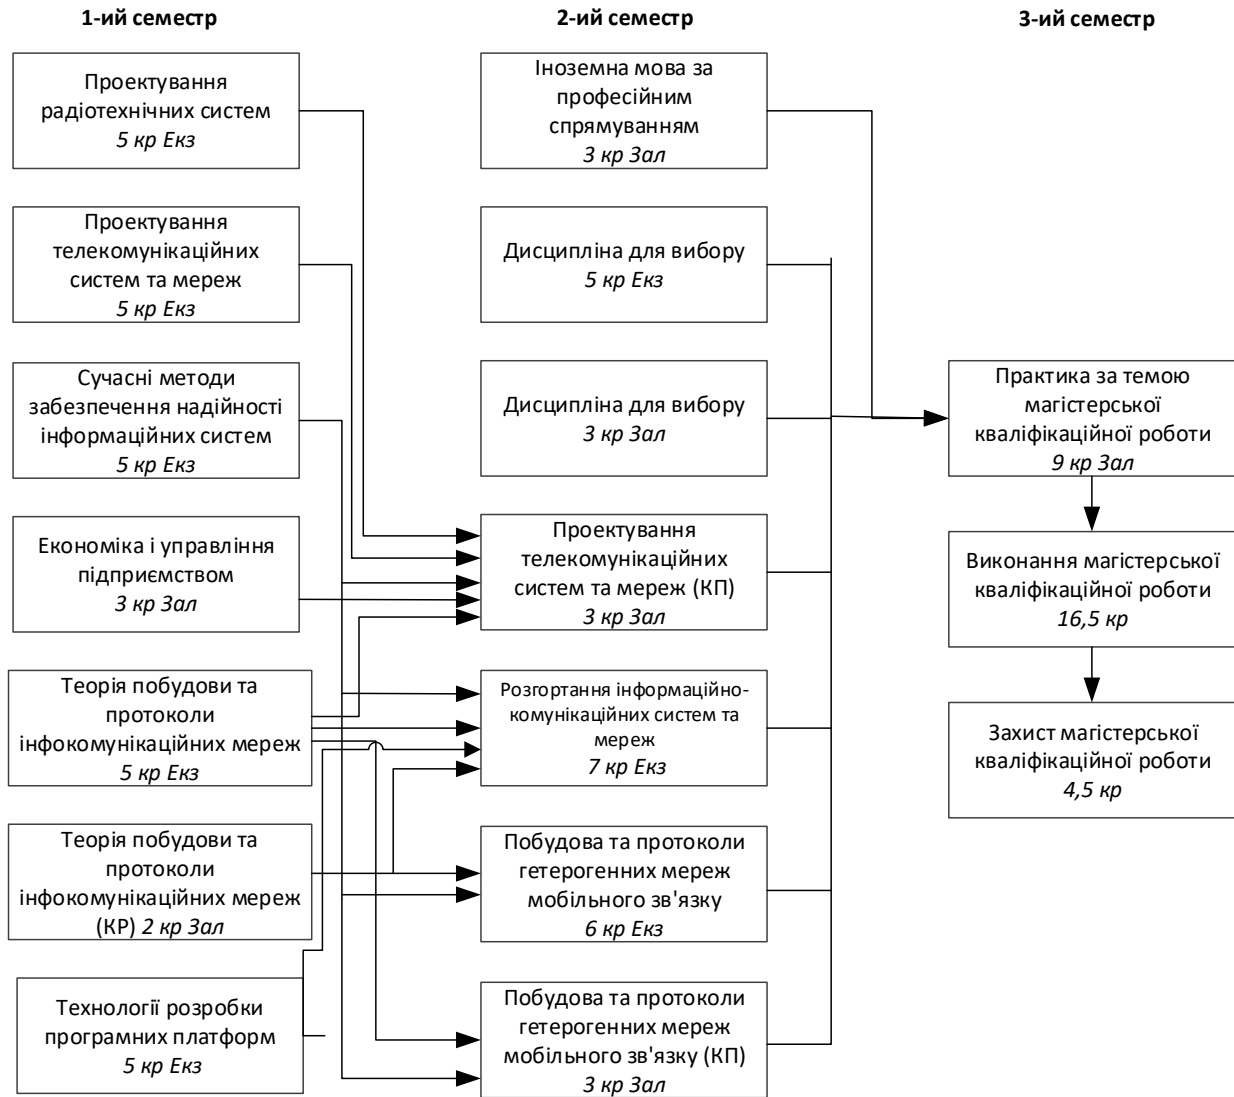 1-ий семестр
Проектування
радіотехнічних систем
5 кр Екз
Проектування
телекомунікаційних
систем та мереж
5 кр Екз
Сучасні методи
забезпечення надійності
інформаційних систем
5 кр Екз
Економіка і управління
підприємством
3 кр Зал
Теорія побудови та
протоколи
інфокомунікаційних мереж
5 кр Екз
Теорія побудови та
протоколи
інфокомунікаційних мереж
(КР) 2 кр Зал
Технології розробки
програмних платформ
5 кр Екз
2-ий семестр
Іноземна мова за
професійним
спрямуванням
3 кр Зал
Дисципліна для вибору
5 кр Екз
Дисципліна для вибору
3 кр Зал
Проектування
телекомунікаційних
систем та мереж (КП)
3 кр Зал
Розгортання інформаційно-
комунікаційних систем та
мереж
7 кр Екз
Побудова та протоколи
гетерогенних мереж
мобільного зв'язку
6 кр Екз
Побудова та протоколи
гетерогенних мереж
мобільного зв'язку (КП)
3 кр Зал
3-ий семестр
Практика за темою
магістерської
кваліфікаційної роботи
9 кр Зал
Виконання магістерської
кваліфікаційної роботи
16,5 кр
Захист магістерської
кваліфікаційної роботи
4,5 кр